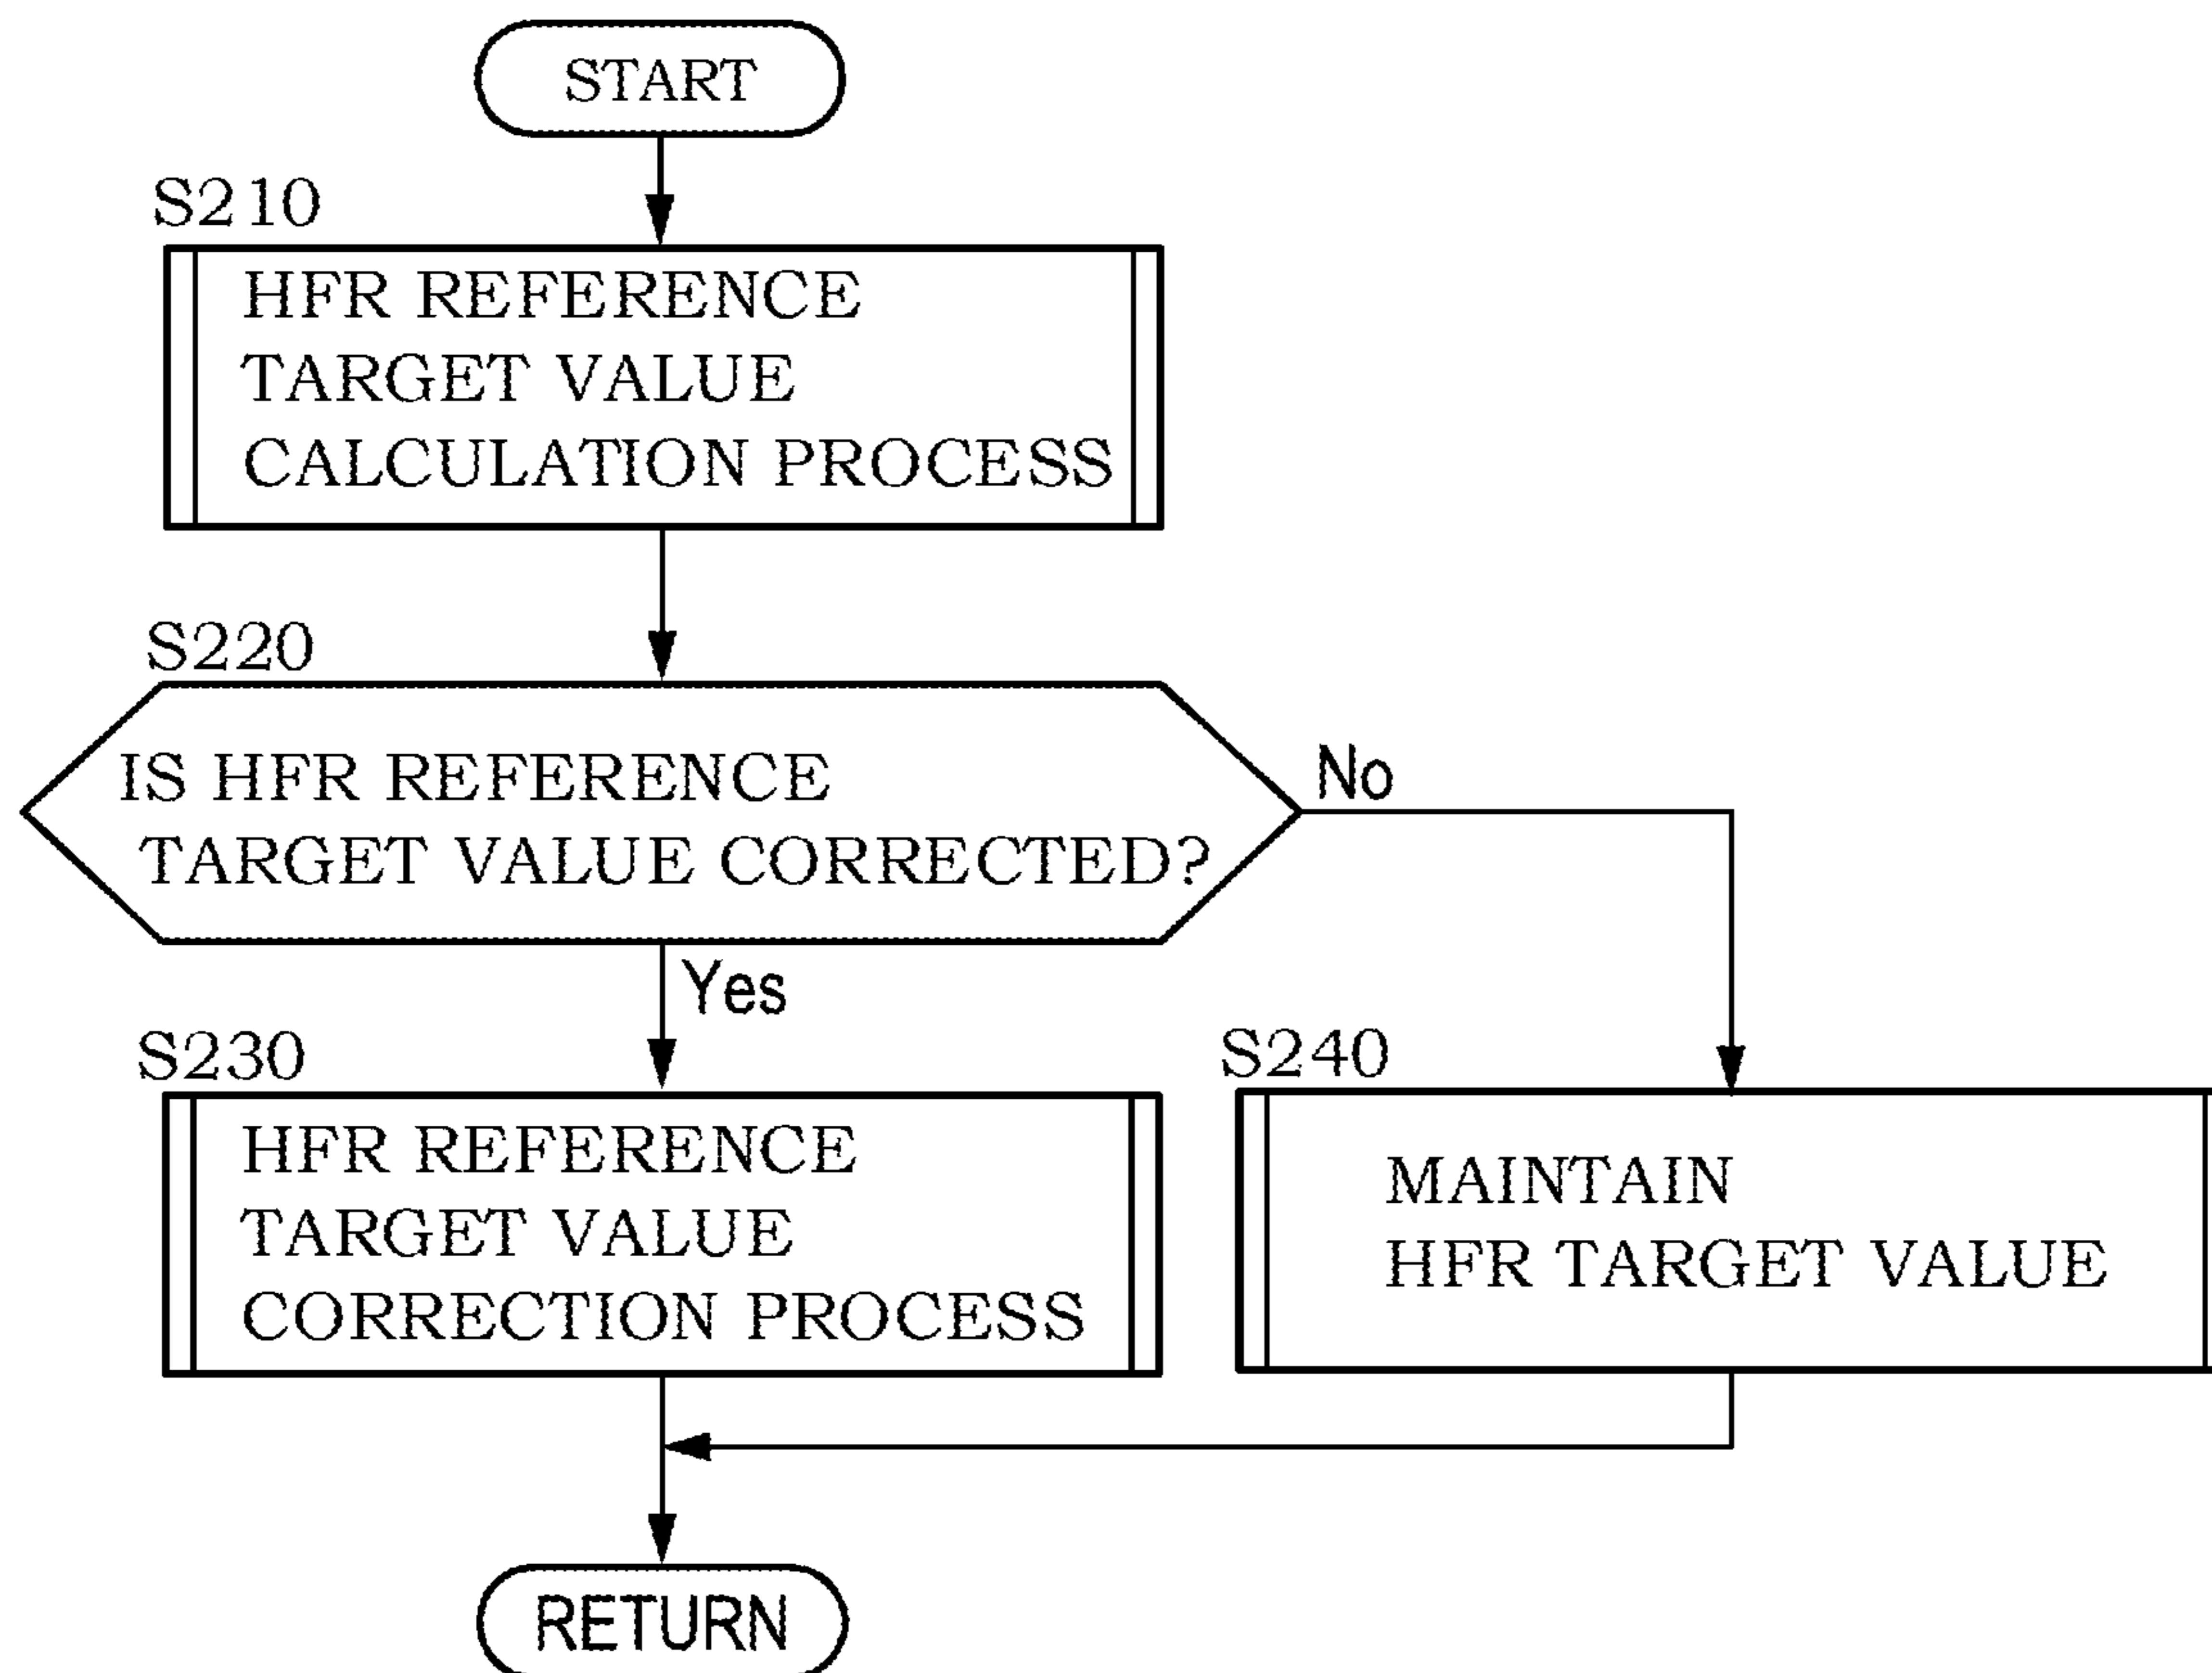 START
S210
HFR REFERENCE
TARGET VALUE
CALCULATION PROCESS
S220
IS HFR REFERENCE
TARGET VALUE CORRECTED?
No
Yes
S230
HFR REFERENCE
TARGET VALUE
CORRECTION PROCESS
S240
MAINTAIN
HFR TARGET VALUE
RETURN